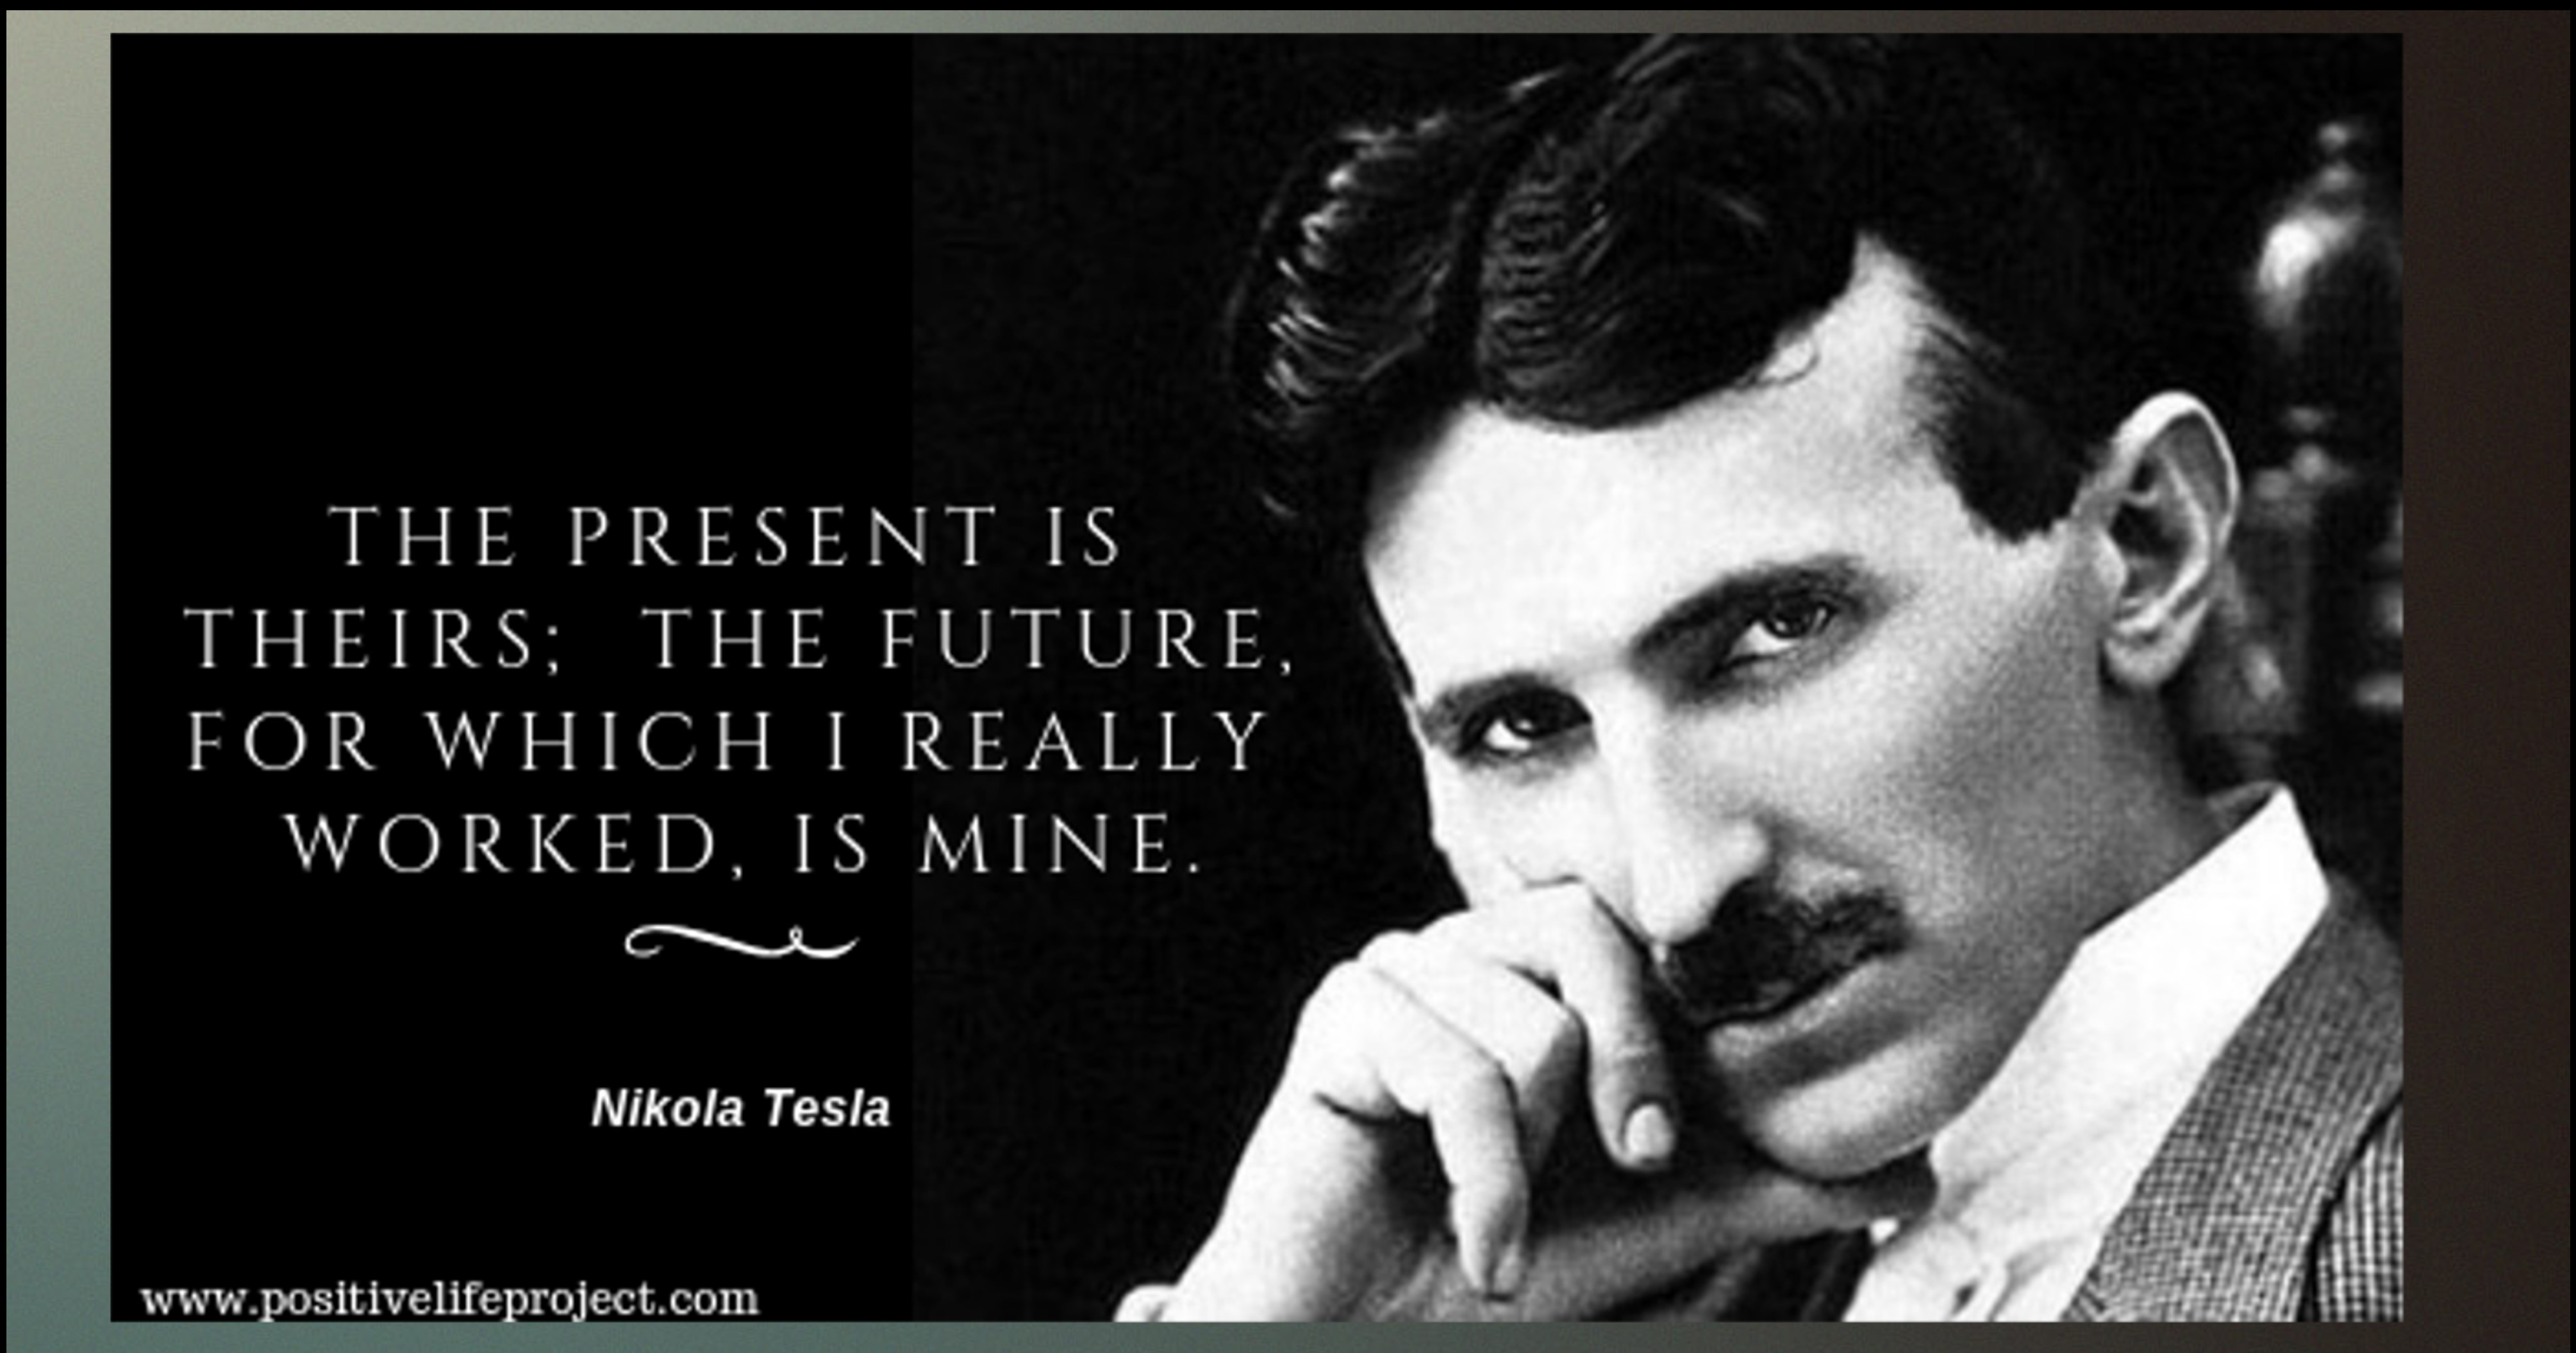 THE PRESENT IS
THEIRS; THE FUTURE,
FOR WHICH I REALLY
WORKED, IS MINE.
Nikola Tesla
www.positivelifeproject.com